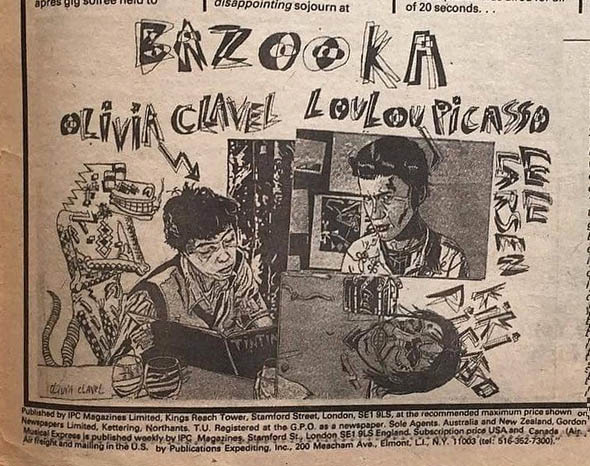 après gig soirée held to
disappointing sojourn at
of 20 seconds. . .
BAZOOKA
OLIVIA CLAVEL
LOULOU PICASSO
LARSEN
KIKI
PICASSO
TINTIN
OLIVIA CLAVEL
Published by IPC Magazines Limited, Kings Reach Tower, Stamford Street, London, SE1 9LS, at the recommended maximum price shown on
Newspapers Limited, Kettering, Northants. T.U. Registered at the G.P.O. as a newspaper. Sole Agents. Australia and New Zealand, Gordon
Musical Express is published weekly by IPC Magazines, Stamford St., London SE1 9LS England. Subscription price USA and Canada (Air
Air freight and mailing in the U.S. by Publications Expediting, Inc., 200 Meacham Ave., Elmont, L.I., N.Y. 11003 (tel: 516-352-7300)."